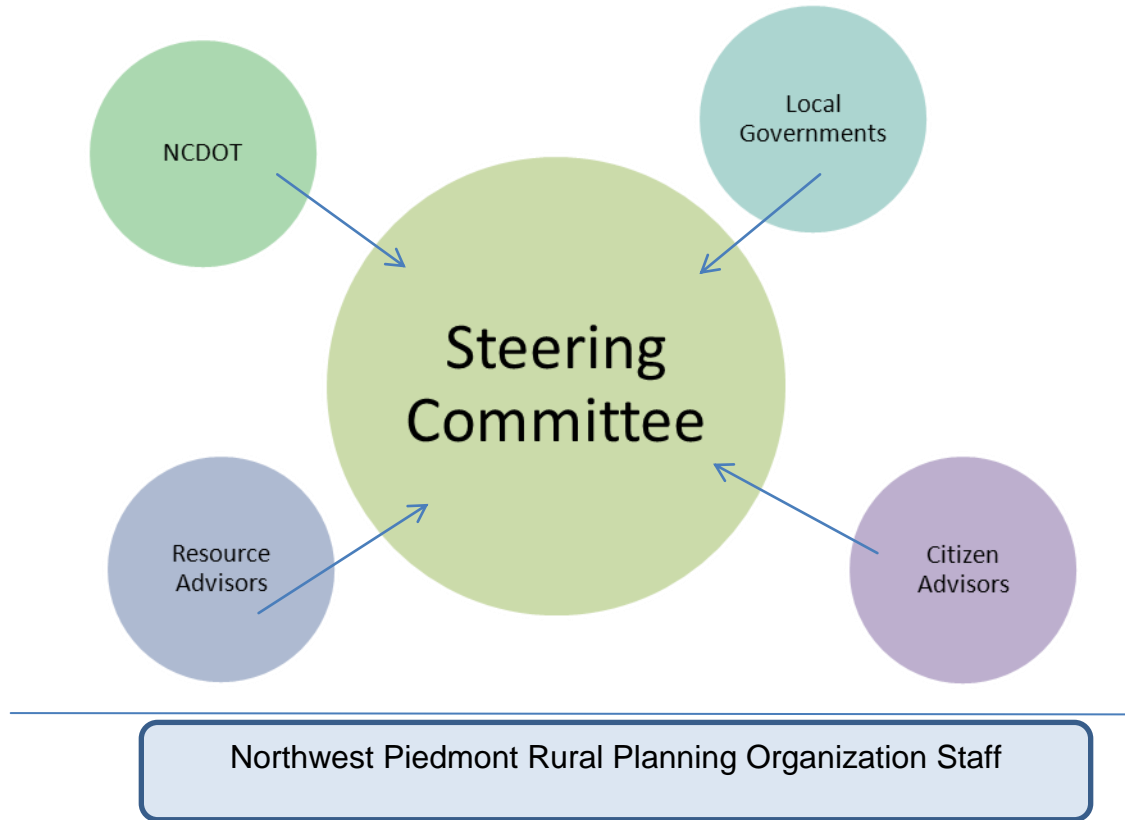 NCDOT
Local
Governments
Steering
Committee
Resource
Advisors
Citizen
Advisors
Northwest Piedmont Rural Planning Organization Staff